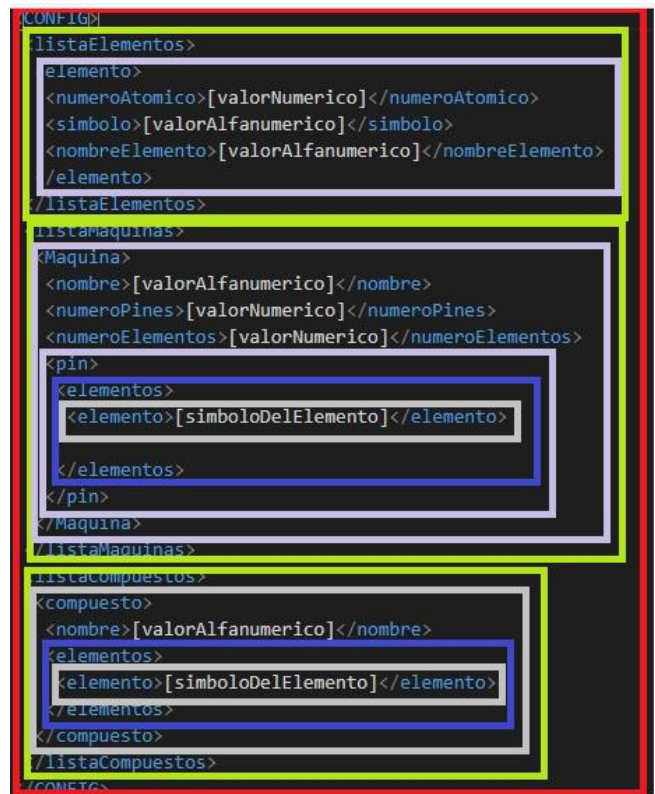 <CONFIG>
<listaElementos>
<elemento>
<numeroAtomico>[valorNumerico]</numeroAtomico>
<simbolo>[valorAlfanumerico]</simbolo>
<nombreElemento>[valorAlfanumerico]</nombreElemento>
</elemento>
</listaElementos>
<listaMaquinas>
<Maquina>
<nombre>[valorAlfanumerico]</nombre>
<numeroPines>[valorNumerico]</numeroPines>
<numeroElementos>[valorNumerico]</numeroElementos>
<pin>
<elementos>
<elemento>[simboloDelElemento]</elemento>
</elementos>
</pin>
</Maquina>
</listaMaquinas>
<listaCompuestos>
<compuesto>
<nombre>[valorAlfanumerico]</nombre>
<elementos>
<elemento>[simboloDelElemento]</elemento>
</elementos>
</compuesto>
</listaCompuestos>
</CONFIG>